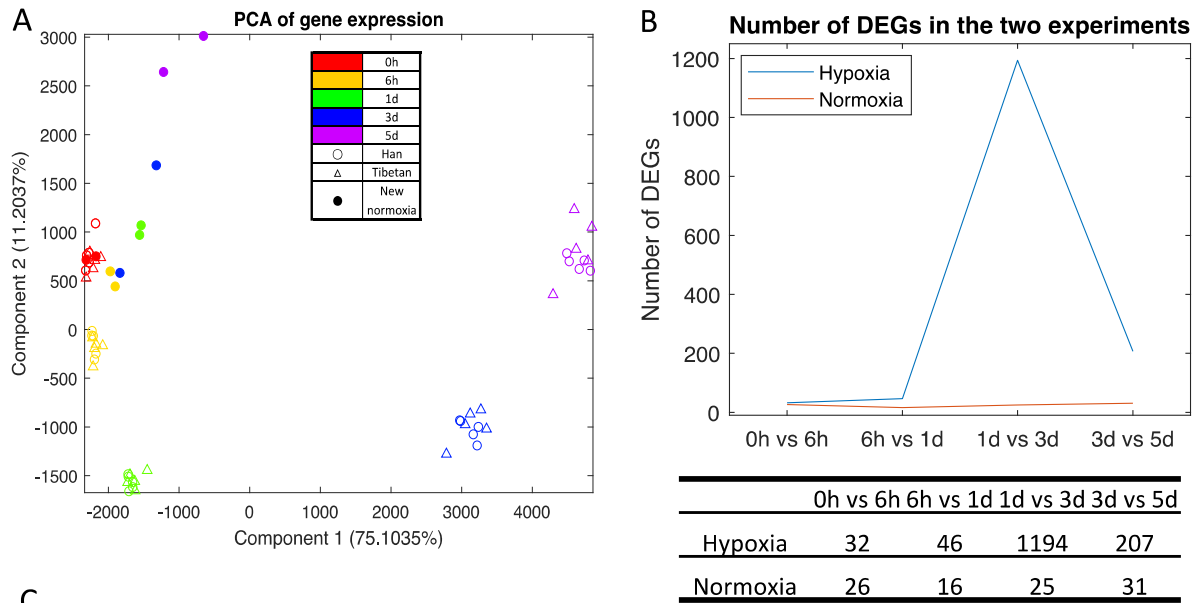 A
PCA of gene expression
3000
2500
2000
1500
1000
500
0
-500
-1000
-1500
Component 2 (11.2037%)
-2000
-1000
0
1000
2000
3000
4000
Component 1 (75.1035%)
0h
6h
1d
3d
5d
Han
Tibetan
New
normoxia
B
Number of DEGs in the two experiments
Hypoxia
Normoxia
1200
1000
800
600
400
200
0
Number of DEGs
0h vs 6h
6h vs 1d
1d vs 3d
3d vs 5d
0h vs 6h 6h vs 1d 1d vs 3d 3d vs 5d
Hypoxia 32 46 1194 207
Normoxia 26 16 25 31